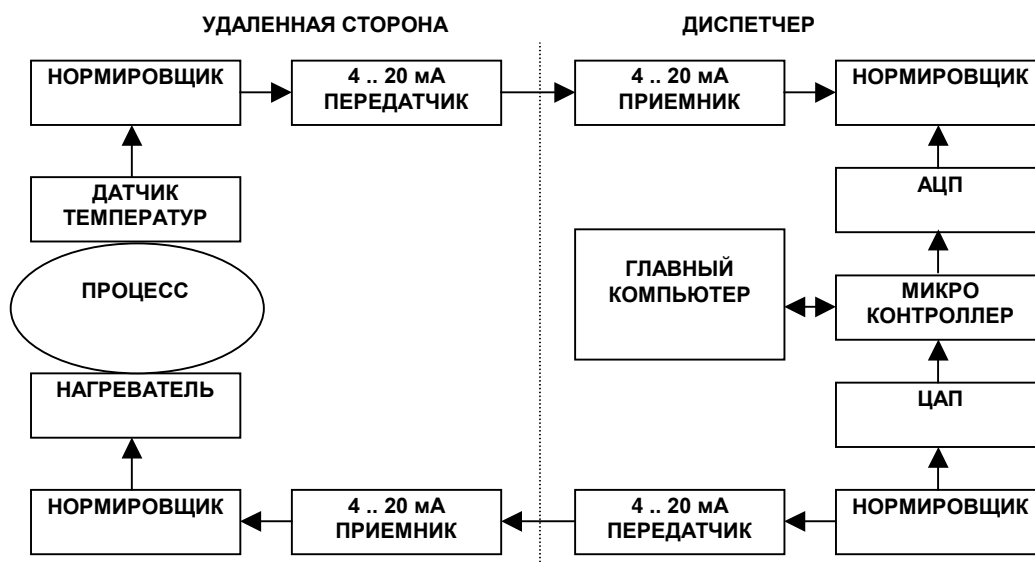 УДАЛЕННАЯ СТОРОНА
ДИСПЕТЧЕР
НОРМИРОВЩИК
4 .. 20 мА
ПЕРЕДАТЧИК
4 .. 20 мА
ПРИЕМНИК
НОРМИРОВЩИК
ДАТЧИК
ТЕМПЕРАТУР
АЦП
ПРОЦЕСС
ГЛАВНЫЙ
КОМПЬЮТЕР
МИКРО
КОНТРОЛЛЕР
НАГРЕВАТЕЛЬ
ЦАП
НОРМИРОВЩИК
4 .. 20 мА
ПРИЕМНИК
4 .. 20 мА
ПЕРЕДАТЧИК
НОРМИРОВЩИК